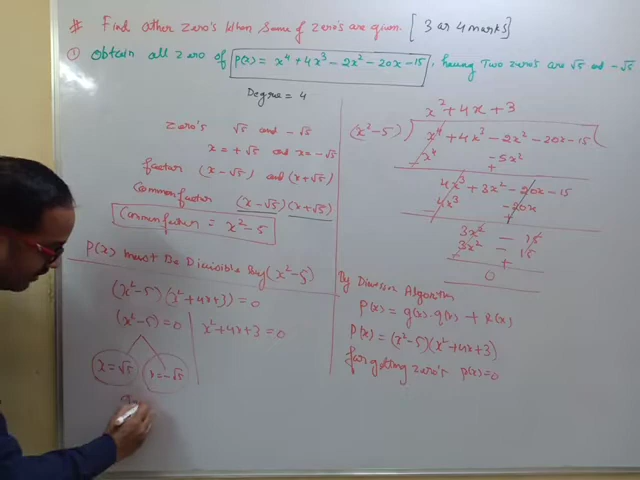 # Find other Zero's when some of Zero's are given. [3 or 4 marks]
① Obtain all Zero of P(x) = x⁴ + 4x³ - 2x² - 20x - 15, having Two zero's are √5 and -√5
Degree = 4
Zero's √5 and -√5
x = +√5 and x = -√5
factor (x - √5) and (x + √5)
common factor (x - √5) (x + √5)
Common factor = x² - 5
P(x) must be divisible by (x² - 5)
(x² - 5) (x² + 4x + 3) = 0
(x² - 5) = 0
x = √5
x = -√5
x² + 4x + 3 = 0
x² + 4x + 3
(x² - 5) x⁴ + 4x³ - 2x² - 20x - 15
x⁴ - 5x²
- +
4x³ + 3x² - 20x - 15
4x³ - 20x
- +
3x² - 15
3x² - 15
- +
0
By Division Algorithm
P(x) = g(x) · q(x) + r(x)
P(x) = (x² - 5) (x² + 4x + 3)
for getting zero's P(x) = 0